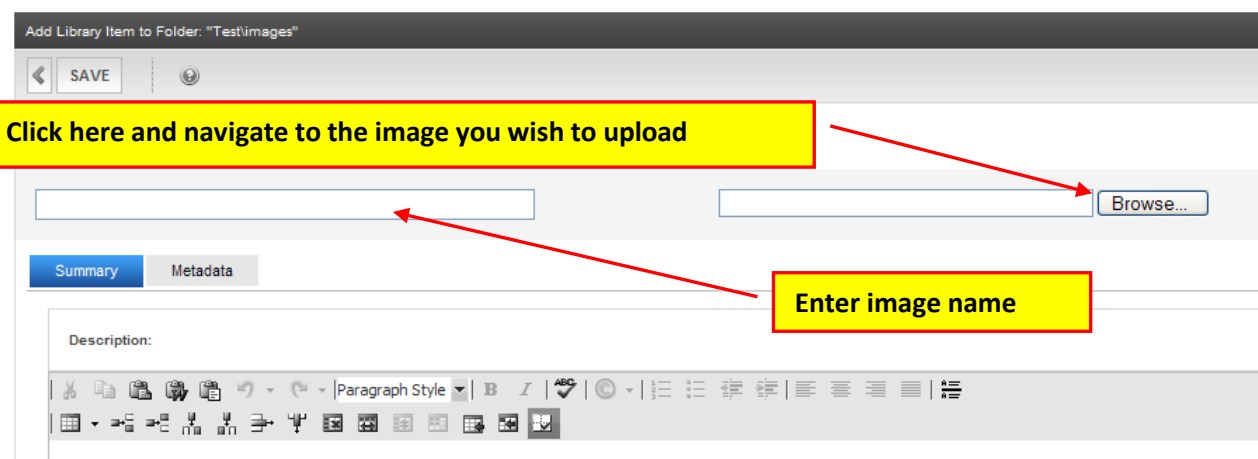 Add Library Item to Folder: "Test\images"
SAVE
Click here and navigate to the image you wish to upload
Browse...
Summary Metadata
Enter image name
Description:
Paragraph Style B I ABC